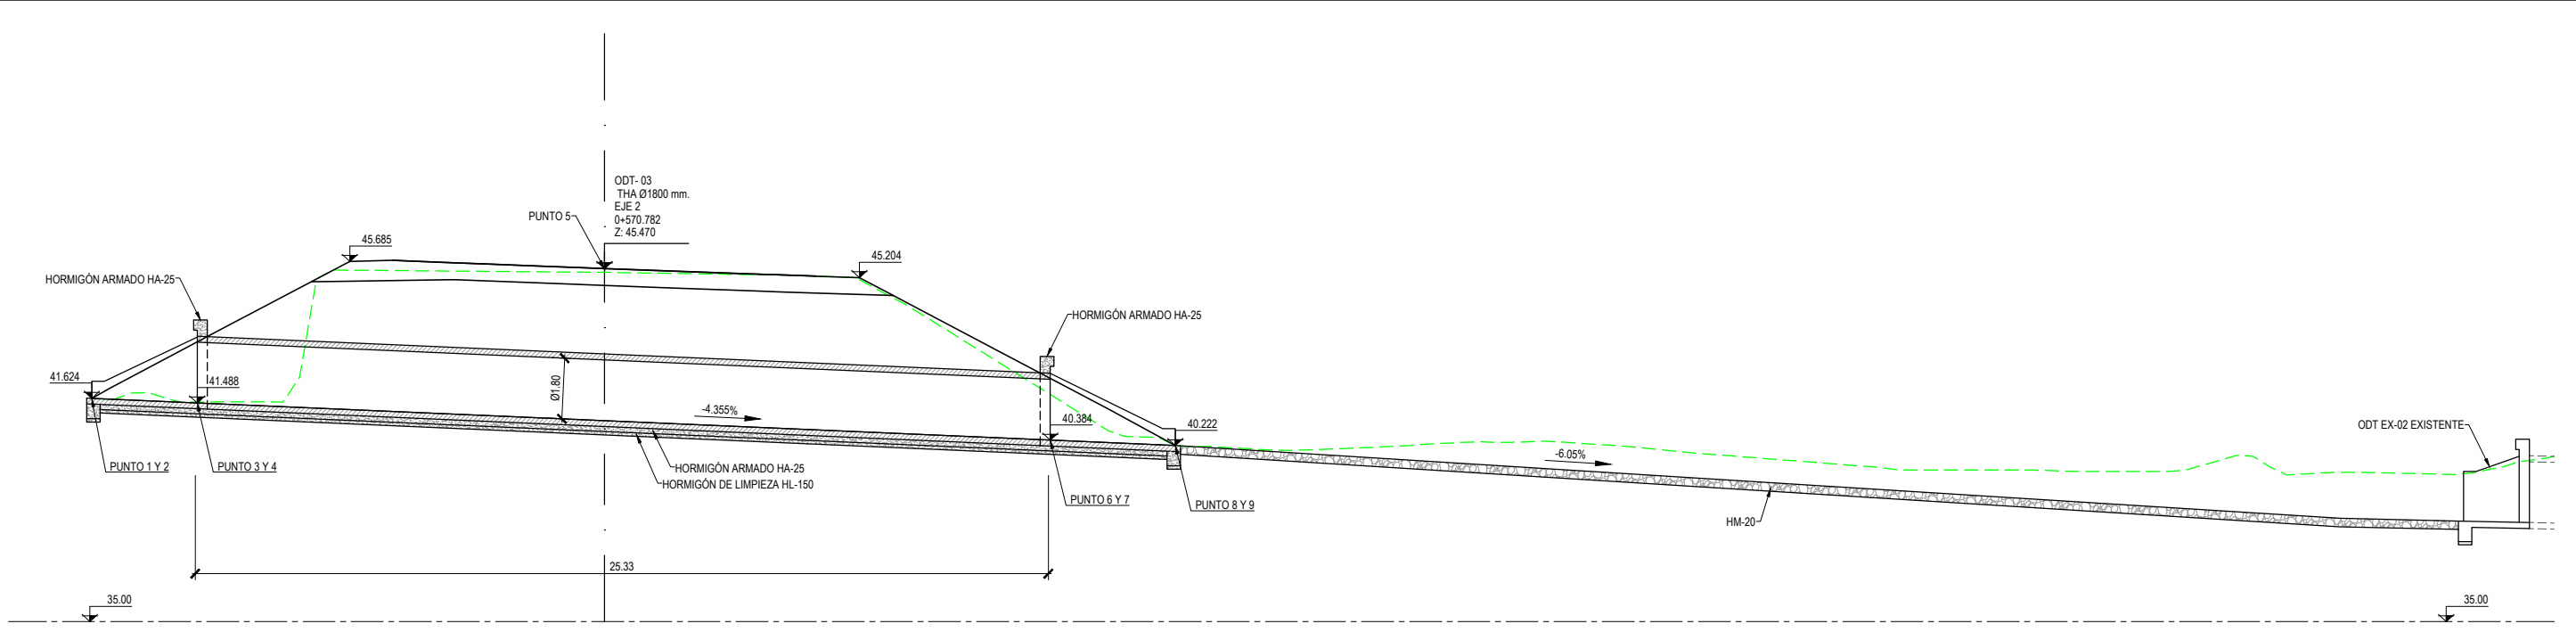 ODT- 03
THA Ø1800 mm.
EJE 2
0+570.782
Z: 45.470
PUNTO 5
45.685
45.204
HORMIGÓN ARMADO HA-25
HORMIGÓN ARMADO HA-25
41.624
41.488
Ø1.80
-4.355%
40.384
40.222
ODT EX-02 EXISTENTE
-6.05%
PUNTO 1 Y 2
PUNTO 3 Y 4
HORMIGÓN ARMADO HA-25
HORMIGÓN DE LIMPIEZA HL-150
PUNTO 6 Y 7
PUNTO 8 Y 9
HM-20
25.33
35.00
35.00